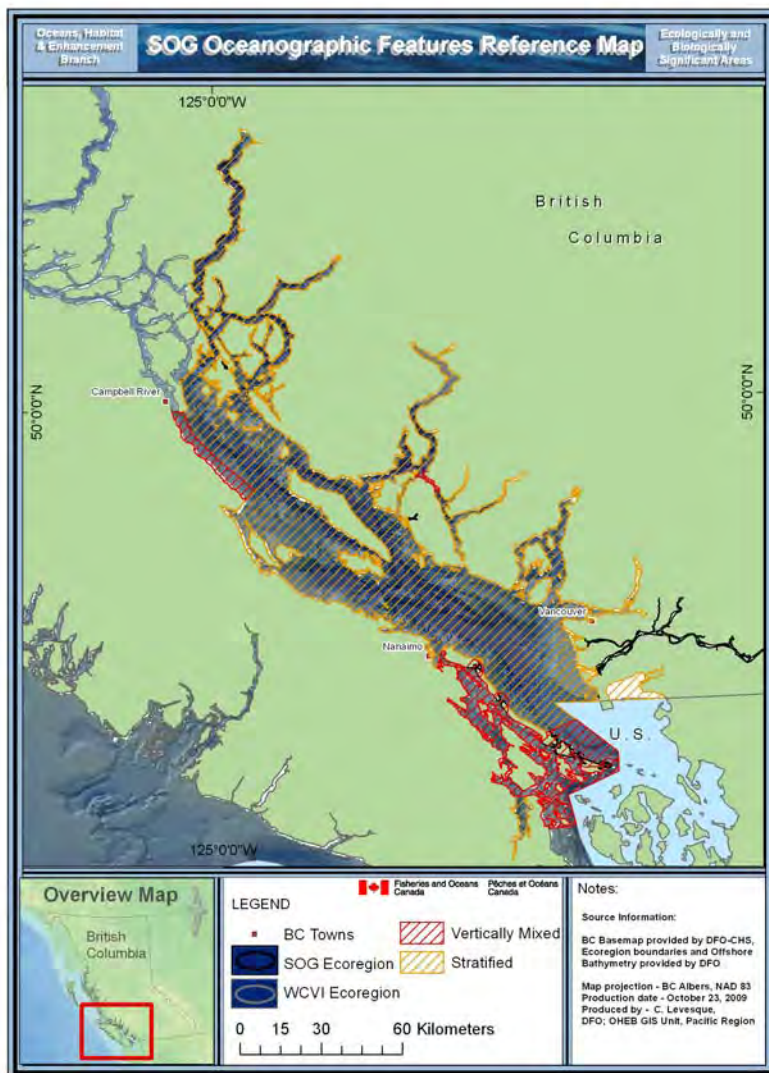 Oceans, Habitat
& Enhancement
Branch
SOG Oceanographic Features Reference Map
Ecologically and
Biologically
Significant Areas
125°0'0"W
British
Columbia
50°0'0"N
50°0'0"N
Campbell River
Vancouver
Nanaimo
U.S.
125°0'0"W
Overview Map
British
Columbia
Fisheries and Oceans
Canada
Pêches et Océans
Canada
LEGEND
BC Towns
SOG Ecoregion
WCVI Ecoregion
Vertically Mixed
Stratified
0 15 30 60 Kilometers
Notes:
Source Information:
BC Basemap provided by DFO-CHS,
Ecoregion boundaries and Offshore
Bathymetry provided by DFO
Map projection - BC Albers, NAD 83
Production date - October 23, 2009
Produced by - C. Levesque,
DFO; OHEB GIS Unit, Pacific Region